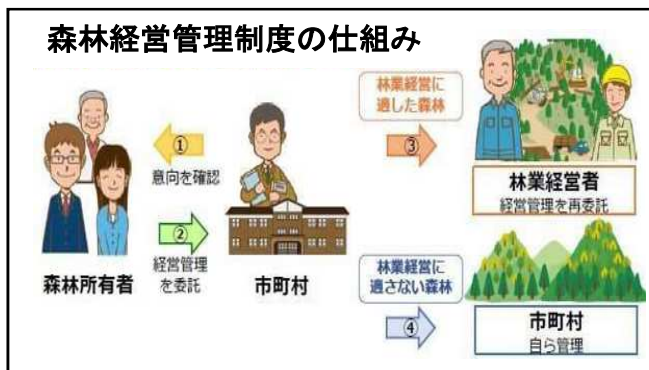 森林経営管理制度の仕組み
①
意向を確認
②
経営管理
を委託
森林所有者
市町村
林業経営に
適した森林
③
林業経営者
経営管理を再委託
林業経営に
適さない森林
④
市町村
自ら管理